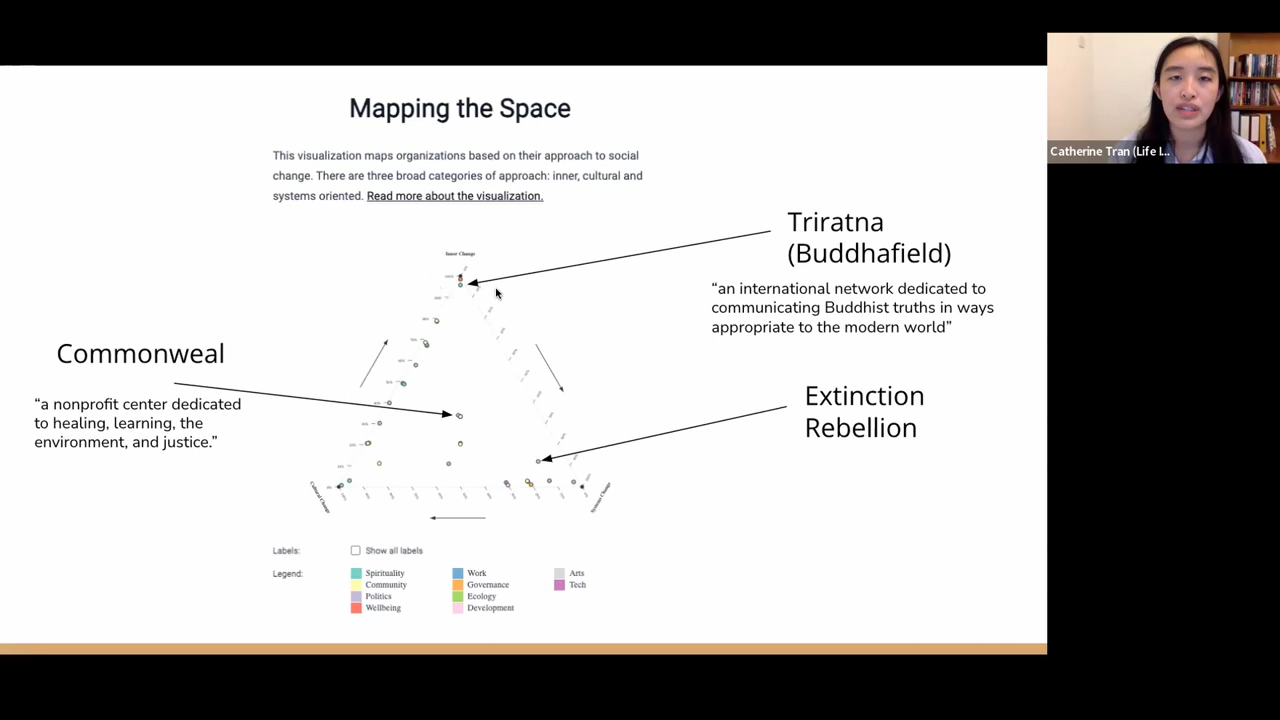 Mapping the Space
This visualization maps organizations based on their approach to social
change. There are three broad categories of approach: inner, cultural and
systems oriented. Read more about the visualization.
Triratna
(Buddhafield)
"an international network dedicated to
communicating Buddhist truths in ways
appropriate to the modern world"
Commonweal
"a nonprofit center dedicated
to healing, learning, the
environment, and justice."
Extinction
Rebellion
Inner Change
Cultural Change
Systems Change
Labels:
Show all labels
Legend:
Spirituality
Community
Politics
Wellbeing
Work
Governance
Ecology
Development
Arts
Tech
Catherine Tran (Life I...